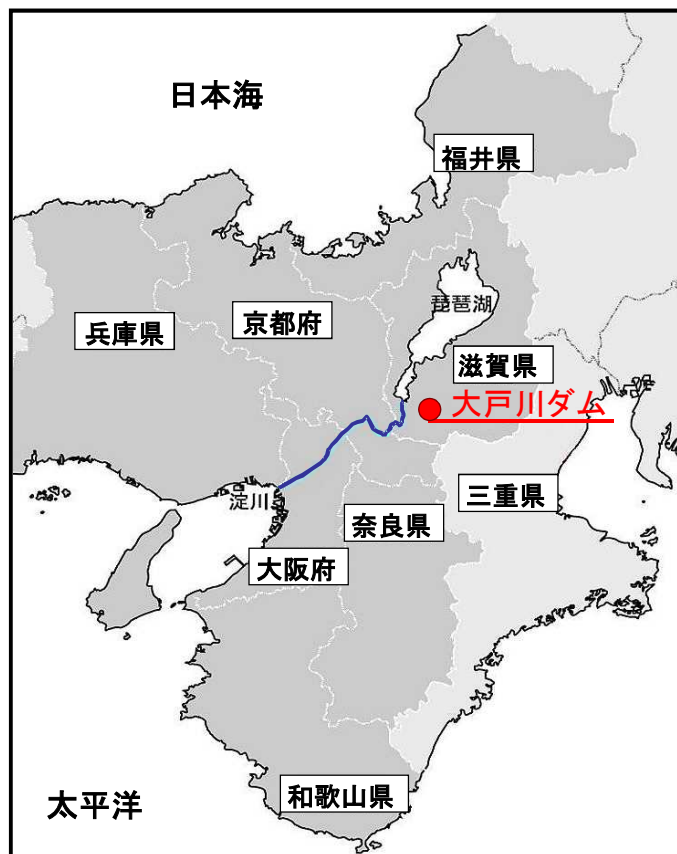 日本海
福井県
琵琶湖
京都府
兵庫県
滋賀県
大戸川ダム
三重県
淀川
奈良県
大阪府
和歌山県
太平洋